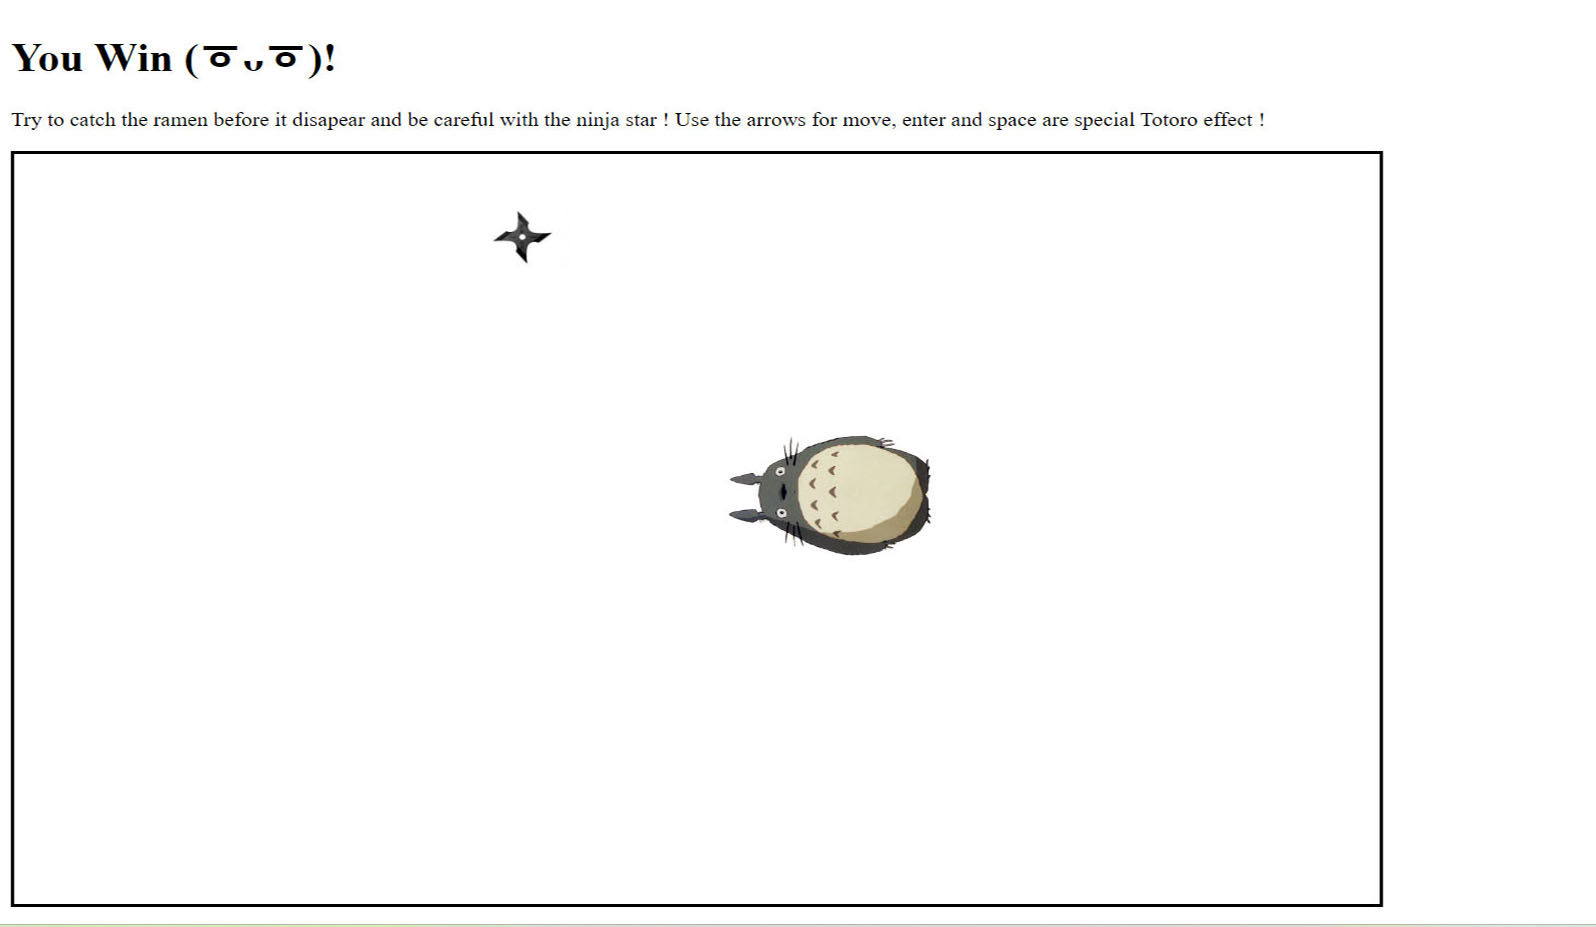 You Win (ㆆᴗㆆ)!
Try to catch the ramen before it disapear and be careful with the ninja star ! Use the arrows for move, enter and space are special Totoro effect !